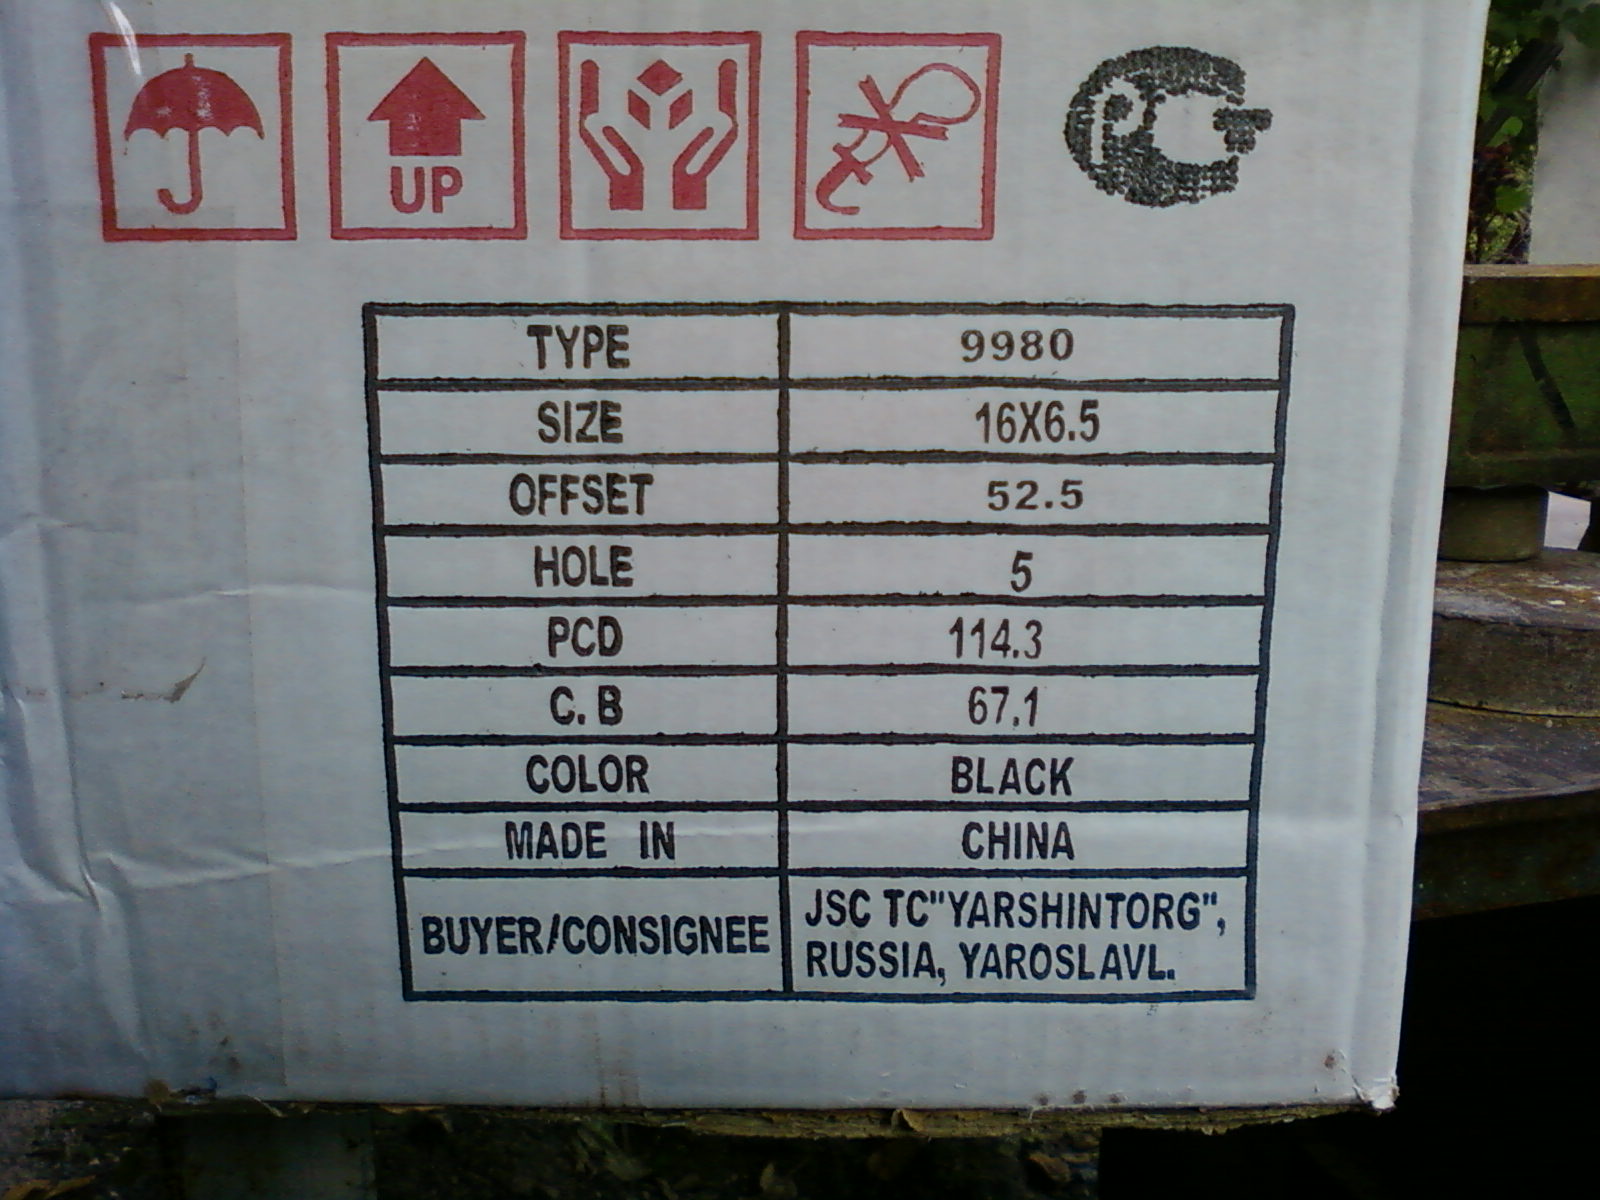 UP
PCT
TYPE 9980
SIZE 16X6.5
OFFSET 52.5
HOLE 5
PCD 114.3
C.B 67.1
COLOR BLACK
MADE IN CHINA
BUYER/CONSIGNEE JSC TC"YARSHINTORG",
RUSSIA, YAROSLAVL.